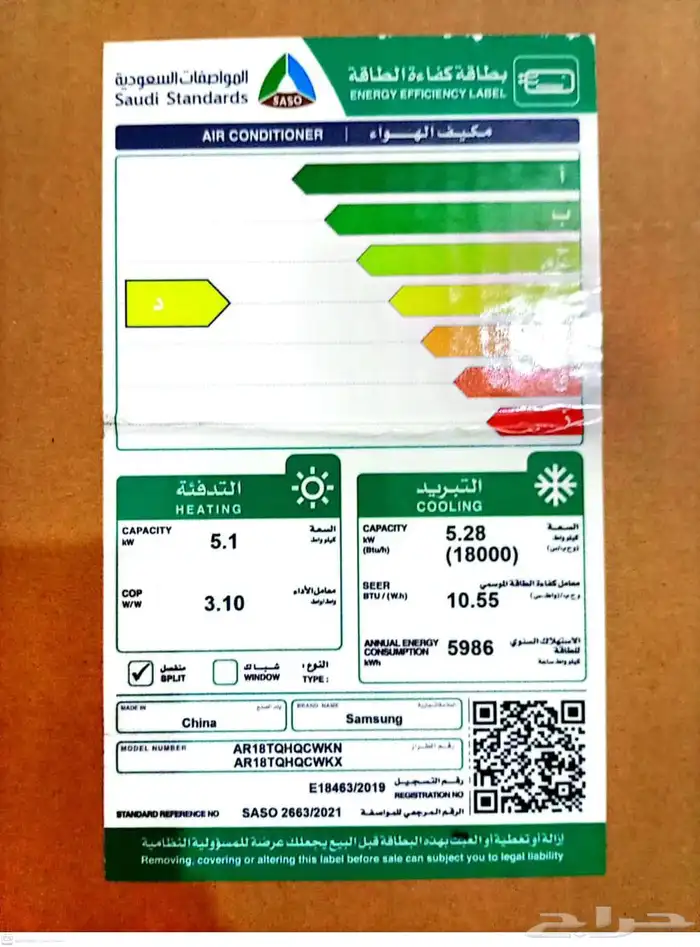 المواصفات السعودية
Saudi Standards
SASO
بطاقة كفاءة الطاقة
ENERGY EFFICIENCY LABEL
AIR CONDITIONER | مكيف الهواء
أ
ب
د
التدفئة
HEATING
CAPACITY
kW
5.1
السعة
كيلو واط
COP
W/W
3.10
معامل الأداء
واط/واط
التبريد
COOLING
CAPACITY
kW
(Btu/h)
5.28
(18000)
السعة
كيلو واط
SEER
BTU / (W.h)
10.55
معامل كفاءة الطاقة الموسمي
ANNUAL ENERGY
CONSUMPTION
kWh
5986
الاستهلاك السنوي
للطاقة
كيلو واط ساعة
منفصل
SPLIT
شباك
WINDOW
النوع :
TYPE :
MADE IN
بلد الصنع
China
BRAND NAME
العلامة التجارية
Samsung
MODEL NUMBER
AR18TQHQCWKN
AR18TQHQCWKX
رقم الطراز
E18463/2019
رقم التسجيل
REGISTRATION NO
STANDARD REFERENCE NO
SASO 2663/2021
الرقم المرجعي للمواصفة
إزالة أو تغطية أو العبث بهذه البطاقة قبل البيع يجعلك عرضة للمسؤولية النظامية
Removing, covering or altering this label before sale can subject you to legal liability
حراج